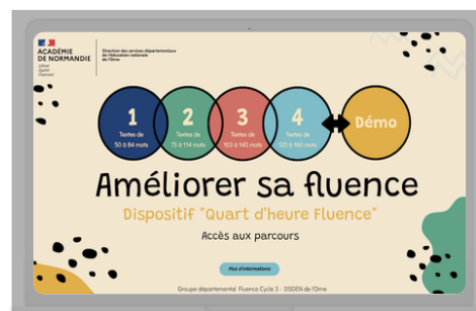 ACADÉMIE
DE NORMANDIE
Liberté
Égalité
Fraternité
Direction des services départementaux
de l'éducation nationale
de l'Orne
1
Textes de
50 à 84 mots
2
Textes de
73 à 114 mots
3
Textes de
103 à 140 mots
4
Textes de
120 à 160 mots
Démo
Améliorer sa fluence
Dispositif "Quart d'heure Fluence"
Accès aux parcours
Plus d'informations
Groupe départemental Fluence Cycle 3 - DSDEN de l'Orne